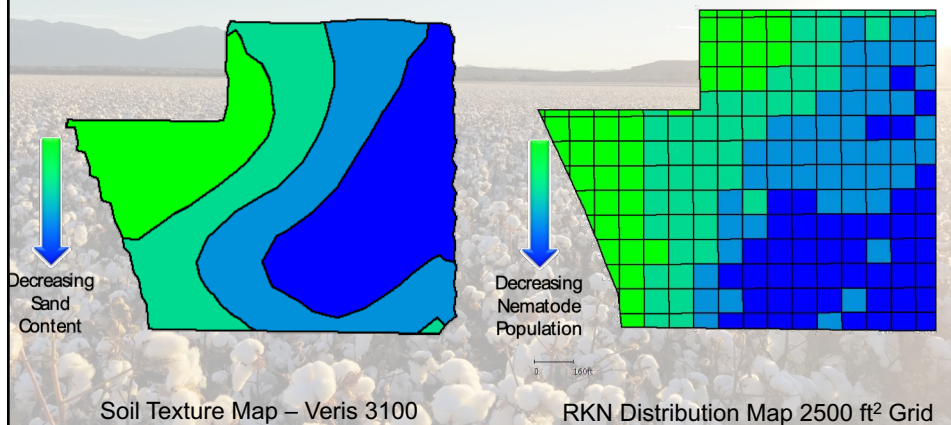 Decreasing
Sand
Content
Decreasing
Nematode
Population
0 160ft
Soil Texture Map – Veris 3100
RKN Distribution Map 2500 ft² Grid